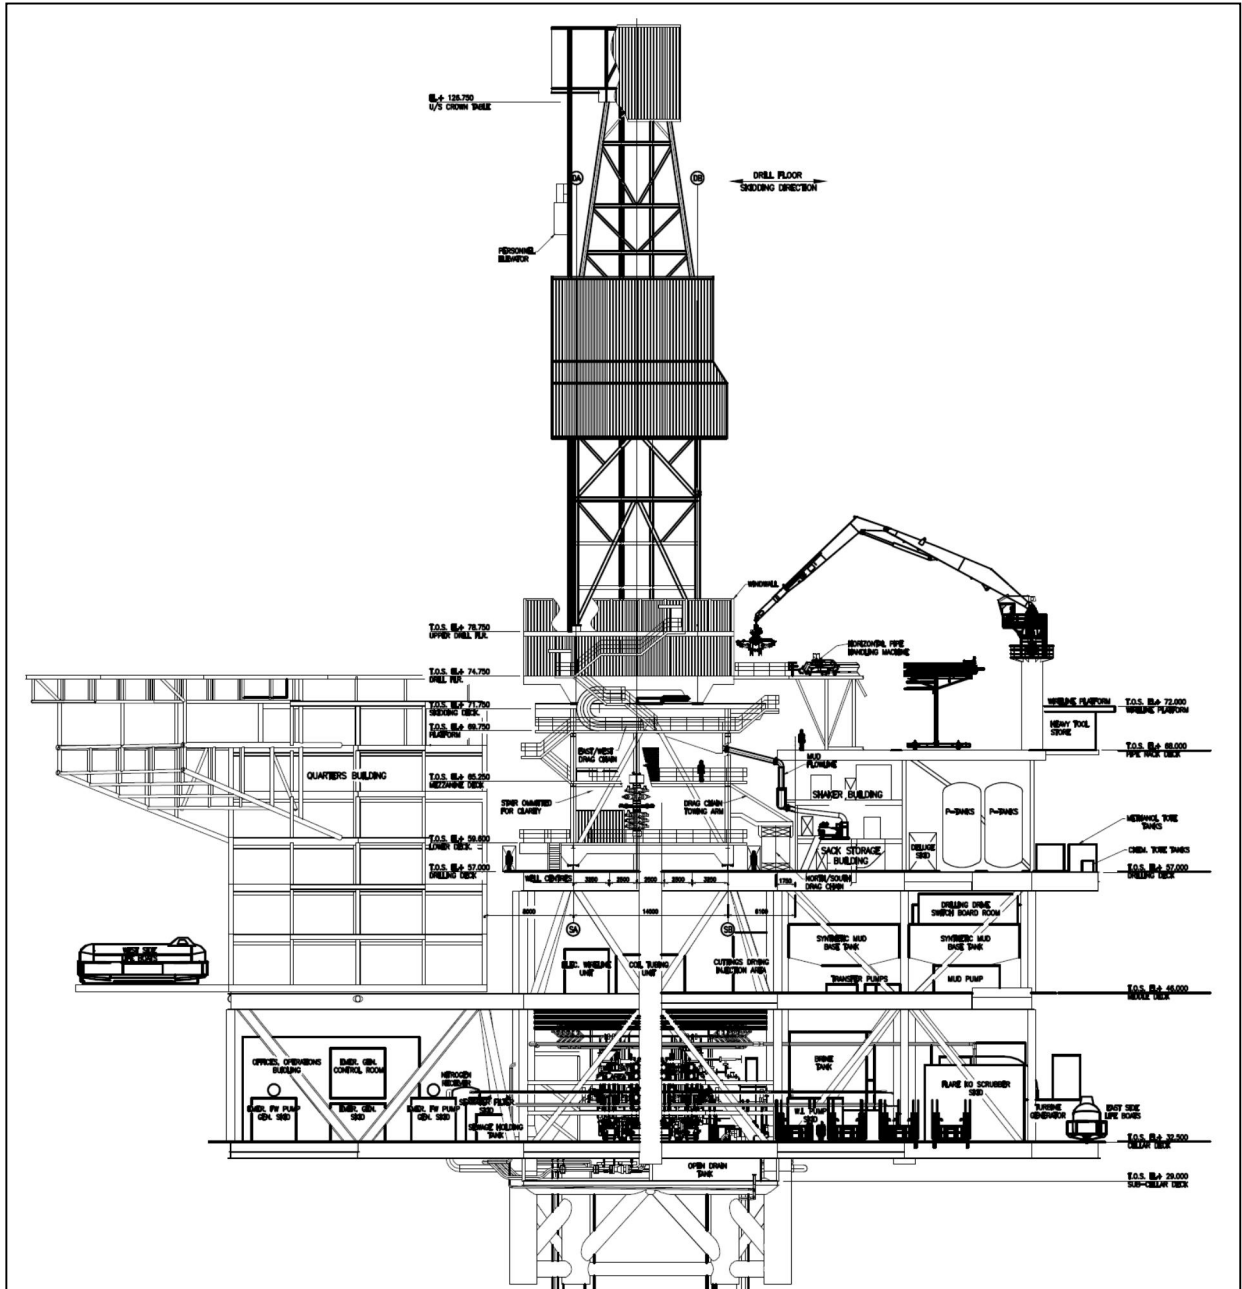 EL+ 126.750
U/S CROWN TABLE
DA
DB
DRILL FLOOR
SKIDDING DIRECTION
PERSONNEL
ELEVATOR
WINDWALL
T.O.S. EL+ 78.750
UPPER DRILL FLR.
HORIZONTAL PIPE
HANDLING MACHINE
T.O.S. EL+ 74.750
DRILL FLR.
T.O.S. EL+ 71.750
SKIDDING DECK.
T.O.S. EL+ 69.750
PLATFORM
WIRELINE PLATFORM
T.O.S. EL+ 72.000
WIRELINE PLATFORM
HEAVY TOOL
STORE
T.O.S. EL+ 68.000
PIPE RACK DECK
EAST/WEST
DRAG CHAIN
MUD
FLOWLINE
QUARTERS BUILDING
T.O.S. EL+ 65.250
MEZZANINE DECK
STAIR OMMITTED
FOR CLARITY
DRAG CHAIN
TOWING ARM
SHAKER BUILDING
P-TANKS
P-TANKS
METHANOL TOTE
TANKS
T.O.S. EL+ 59.600
LOWER DECK.
SACK STORAGE
BUILDING
DELUGE
SKID
CHEM. TOTE TANKS
T.O.S. EL+ 57.000
DRILLING DECK
T.O.S. EL+ 57.000
DRILLING DECK
WELL CENTRES
1750
NORTH/SOUTH
DRAG CHAIN
14000
SA
SB
DRILLING DRIVE
SWITCH BOARD ROOM
WEST SIDE
LIFE BOATS
ELEC. WIRELINE
UNIT
COIL TUBING
UNIT
CUTTINGS DRYING
INJECTION AREA
SYNTHETIC MUD
BASE TANK
SYNTHETIC MUD
BASE TANK
TRANSFER PUMPS
MUD PUMP
T.O.S. EL+ 46.000
MIDDLE DECK
OFFICES, OPERATIONS
BUILDING
EMER. GEN.
CONTROL ROOM
NITROGEN
RECEIVER
BRINE
TANK
FLARE KO SCRUBBER
SKID
EMER. FW PUMP
GEN. SKID
EMER. GEN.
SKID
EMER. FW PUMP
GEN. SKID
SKID
SEWAGE HOLDING
TANK
W.I. PUMP
SKID
TURBINE
GENERATOR
EAST SIDE
LIFE BOATS
T.O.S. EL+ 32.500
CELLAR DECK
OPEN DRAIN
TANK
T.O.S. EL+ 29.000
SUB-CELLAR DECK